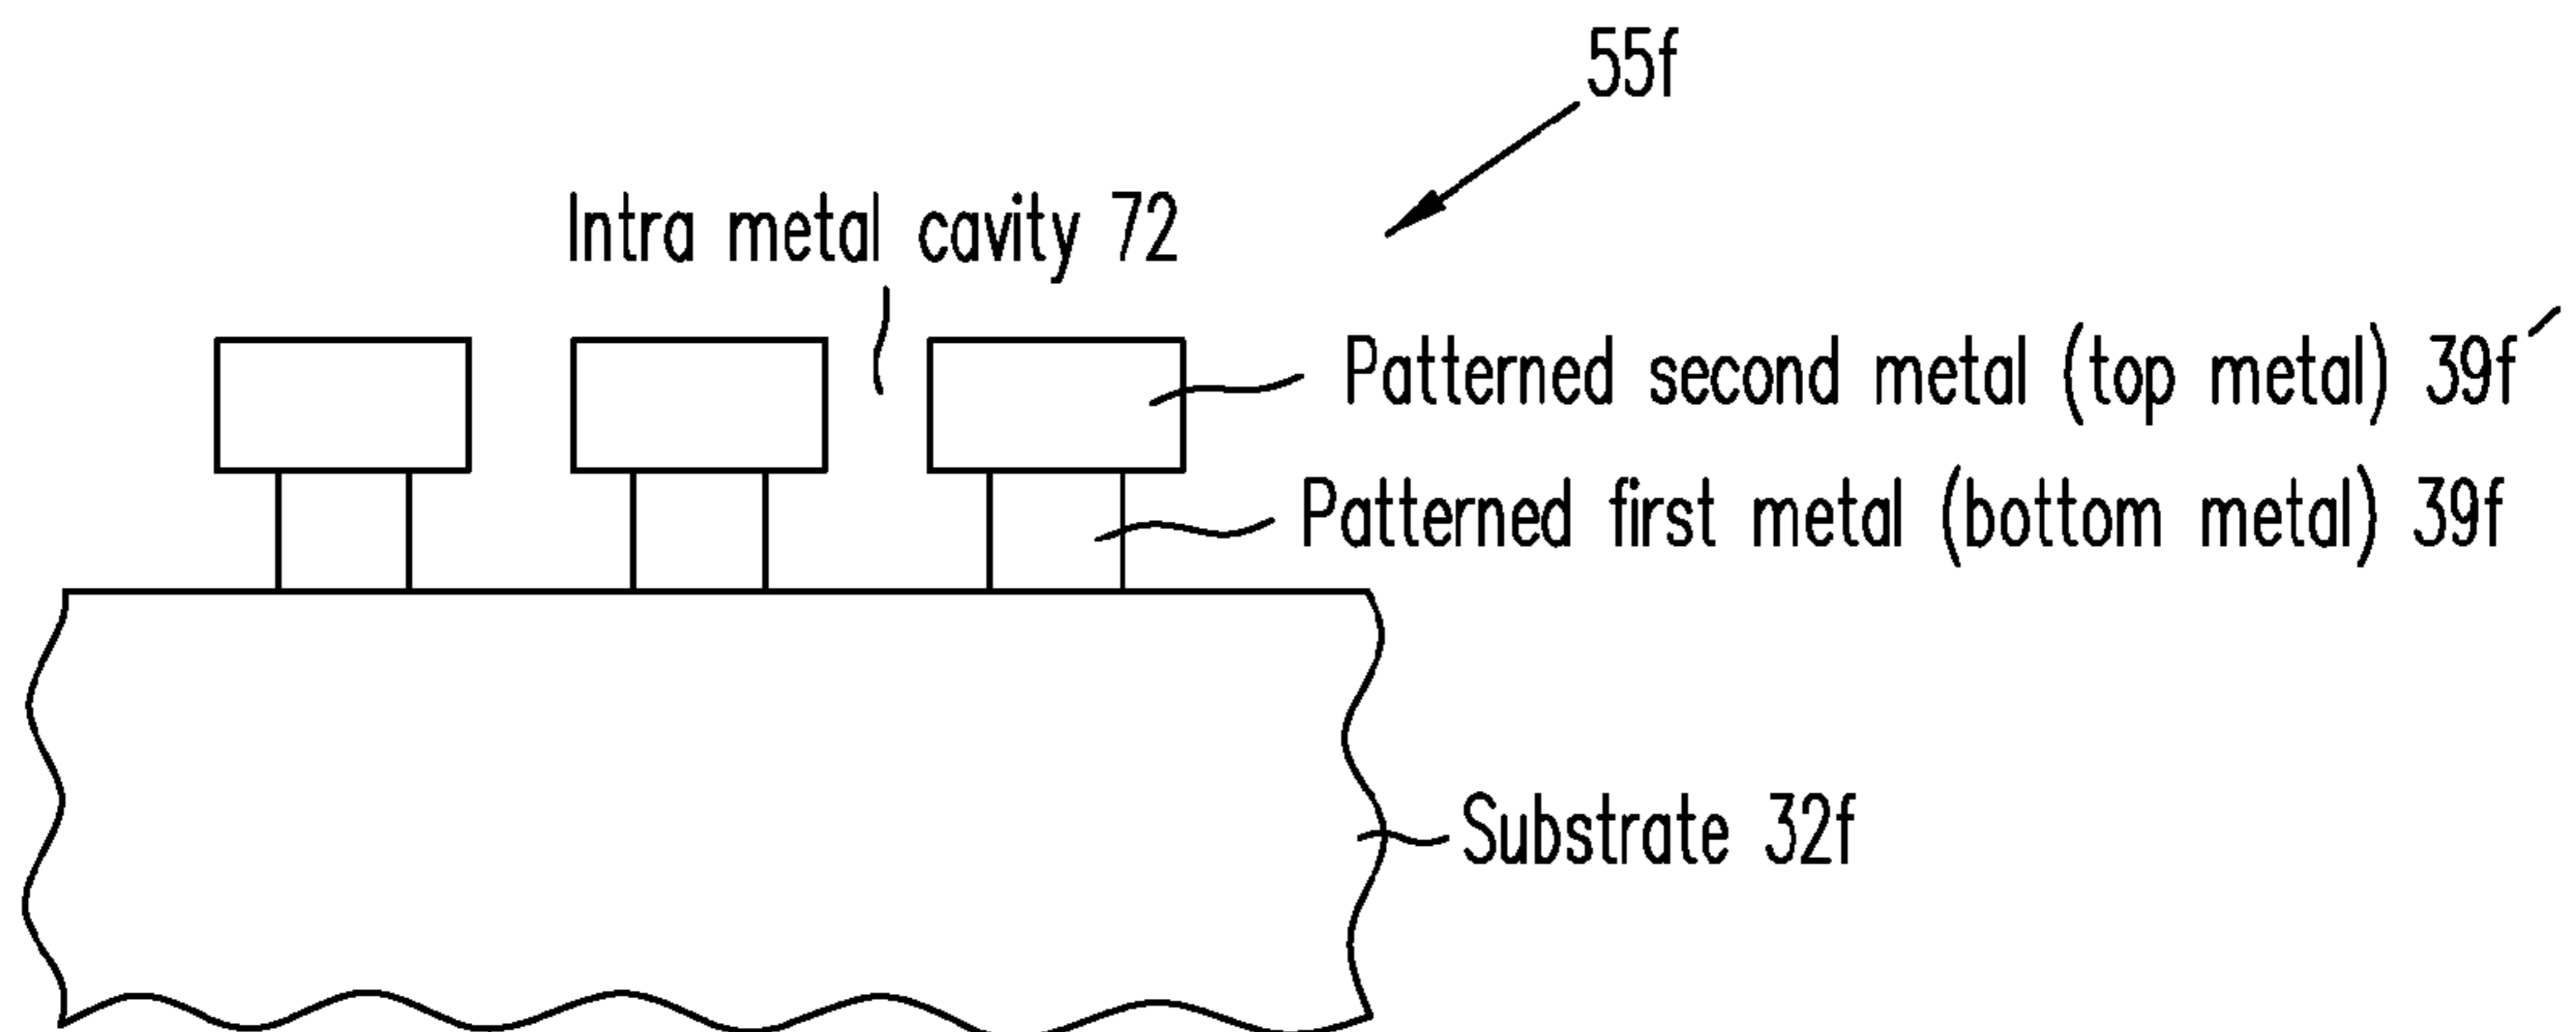 55f
Intra metal cavity 72
Patterned second metal (top metal) 39f′
Patterned first metal (bottom metal) 39f
Substrate 32f